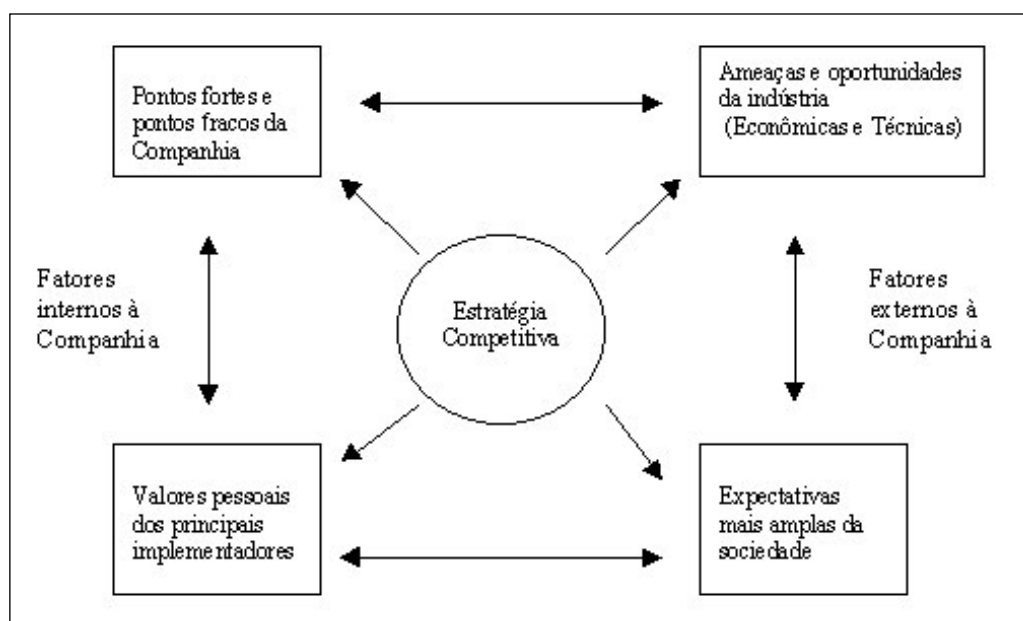 Pontos fortes e
pontos fracos da
Companhia
Ameaças e oportunidades
da indústria
(Econômicas e Técnicas)
Fatores
internos à
Companhia
Estratégia
Competitiva
Fatores
externos à
Companhia
Valores pessoais
dos principais
implementadores
Expectativas
mais amplas da
sociedade